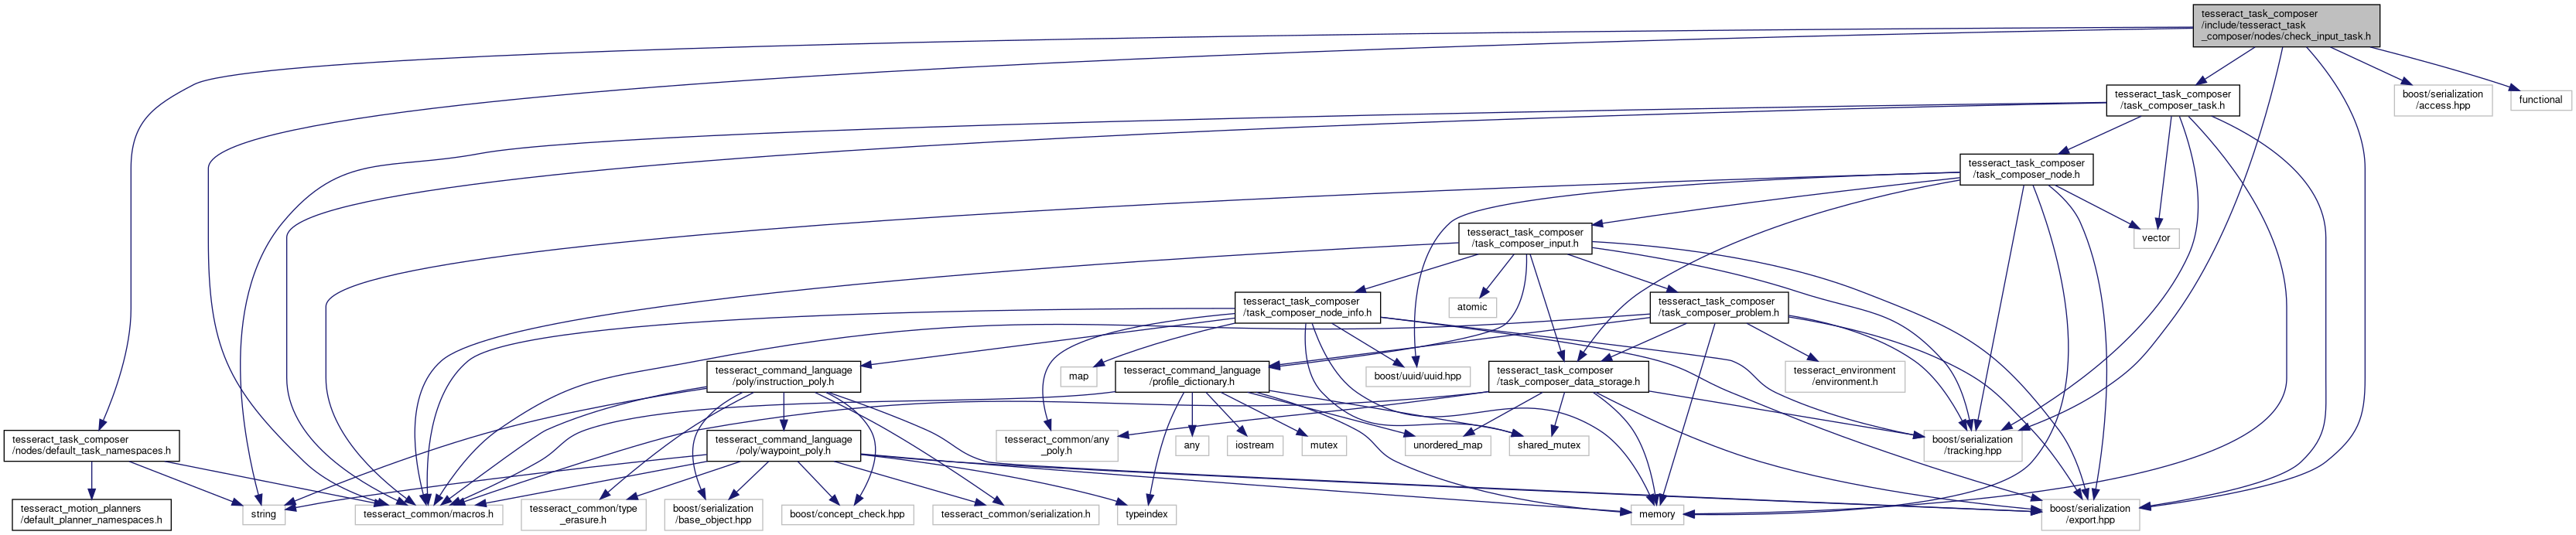 tesseract_task_composer
/include/tesseract_task
_composer/nodes/check_input_task.h
tesseract_task_composer
/task_composer_task.h
boost/serialization
/access.hpp
functional
tesseract_task_composer
/task_composer_node.h
vector
tesseract_task_composer
/task_composer_input.h
tesseract_task_composer
/task_composer_node_info.h
atomic
tesseract_task_composer
/task_composer_problem.h
tesseract_command_language
/poly/instruction_poly.h
map
tesseract_command_language
/profile_dictionary.h
boost/uuid/uuid.hpp
tesseract_task_composer
/task_composer_data_storage.h
tesseract_environment
/environment.h
tesseract_task_composer
/nodes/default_task_namespaces.h
tesseract_command_language
/poly/waypoint_poly.h
tesseract_common/any
_poly.h
any
iostream
mutex
unordered_map
shared_mutex
boost/serialization
/tracking.hpp
tesseract_motion_planners
/default_planner_namespaces.h
string
tesseract_common/macros.h
tesseract_common/type
_erasure.h
boost/serialization
/base_object.hpp
boost/concept_check.hpp
tesseract_common/serialization.h
typeindex
memory
boost/serialization
/export.hpp